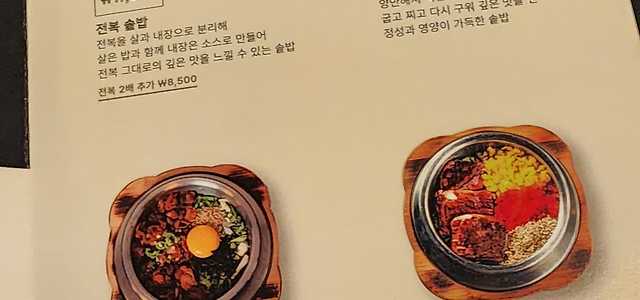 전복 솥밥
전복을 살과 내장으로 분리해
살은 밥과 함께 내장은 소스로 만들어
전복 그대로의 깊은 맛을 느낄 수 있는 솥밥
전복 2배 추가 ₩8,500
굽고 찌고 다시 구워 깊은 맛을
정성과 영양이 가득한 솥밥